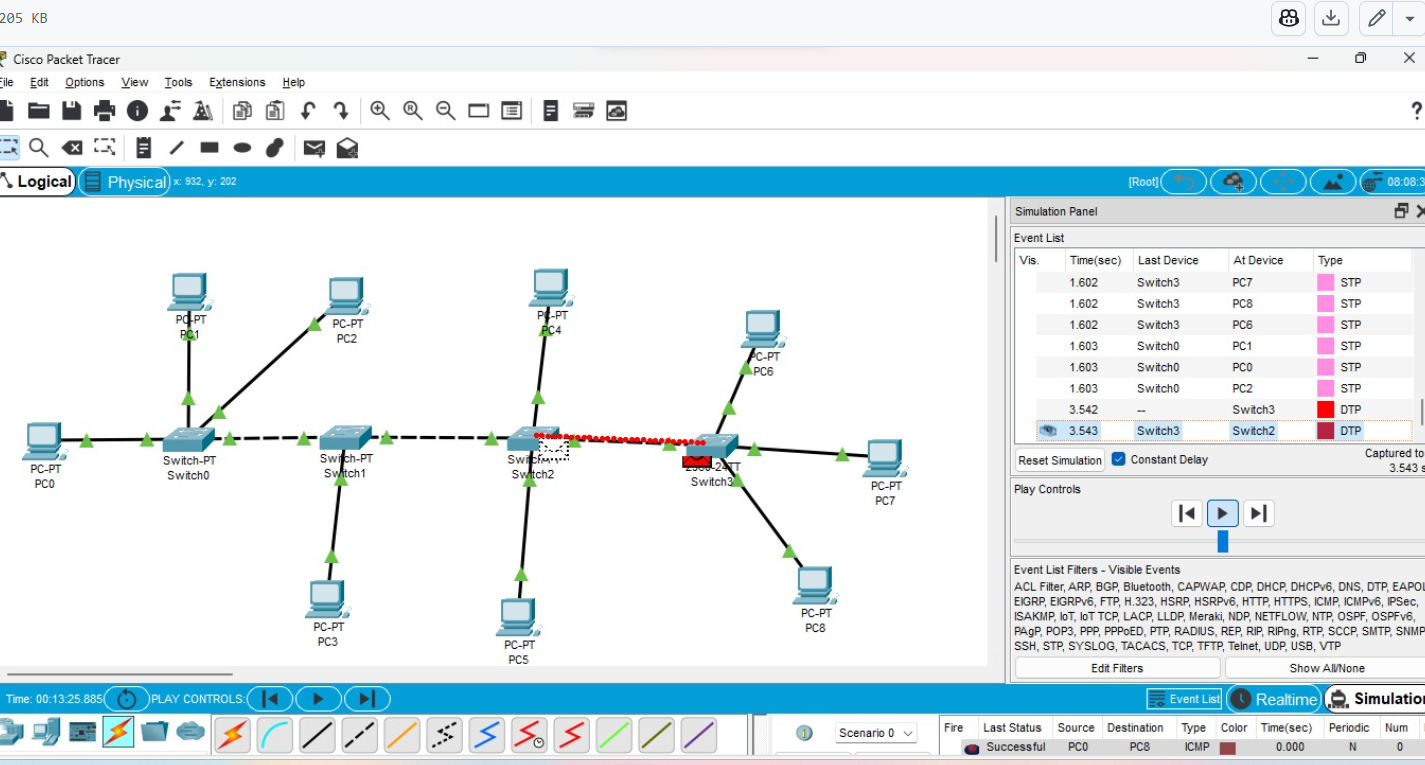 205 KB
Cisco Packet Tracer
File Edit Options View Tools Extensions Help
Logical Physical x: 932, y: 202 [Root] 08:08:3
Simulation Panel
Event List
Vis. Time(sec) Last Device At Device Type
1.602 Switch3 PC7 STP
1.602 Switch3 PC8 STP
1.602 Switch3 PC6 STP
1.603 Switch0 PC1 STP
1.603 Switch0 PC0 STP
1.603 Switch0 PC2 STP
3.542 -- Switch3 DTP
3.543 Switch3 Switch2 DTP
Reset Simulation Constant Delay Captured to
3.543 s
Play Controls
Event List Filters - Visible Events
ACL Filter, ARP, BGP, Bluetooth, CAPWAP, CDP, DHCP, DHCPv6, DNS, DTP, EAPOL
EIGRP, EIGRPv6, FTP, H.323, HSRP, HSRPv6, HTTP, HTTPS, ICMP, ICMPv6, IPSec,
ISAKMP, IoT, IoT TCP, LACP, LLDP, Meraki, NDP, NETFLOW, NTP, OSPF, OSPFv6,
PAgP, POP3, PPP, PPPoED, PTP, RADIUS, REP, RIP, RIPng, RTP, SCCP, SMTP, SNMP
SSH, STP, SYSLOG, TACACS, TCP, TFTP, Telnet, UDP, USB, VTP
Edit Filters Show All/None
PC-PT
PC1
PC-PT
PC2
PC-PT
PC4
PC-PT
PC6
PC-PT
PC0
Switch-PT
Switch0
Switch-PT
Switch1
Switch2
24TT
Switch3
PC-PT
PC7
PC-PT
PC3
PC-PT
PC5
PC-PT
PC8
Time: 00:13:25.885 PLAY CONTROLS: Event List Realtime Simulation
Scenario 0
Fire Last Status Source Destination Type Color Time(sec) Periodic Num
Successful PC0 PC8 ICMP 0.000 N 0